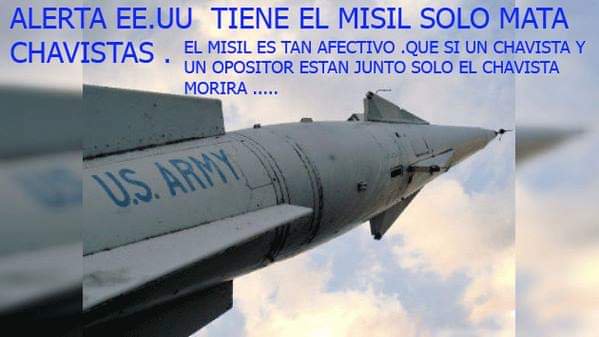 ALERTA EE.UU TIENE EL MISIL SOLO MATA
CHAVISTAS .
EL MISIL ES TAN AFECTIVO .QUE SI UN CHAVISTA Y
UN OPOSITOR ESTAN JUNTO SOLO EL CHAVISTA
MORIRA .....
U.S. ARMY